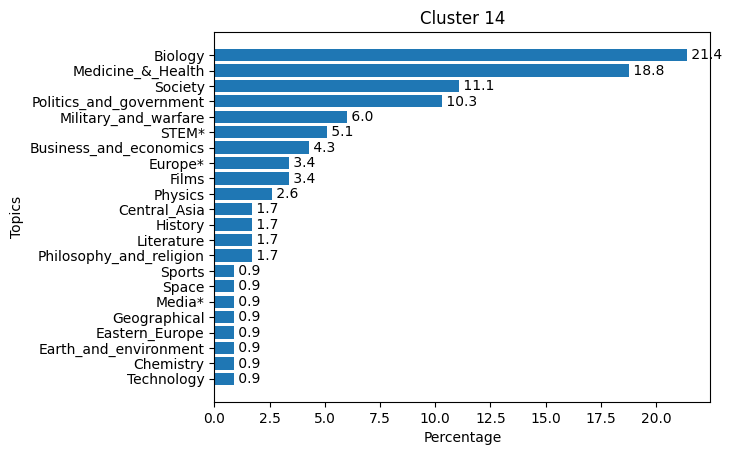 Cluster 14
Topics
Biology 21.4
Medicine_&_Health 18.8
Society 11.1
Politics_and_government 10.3
Military_and_warfare 6.0
STEM* 5.1
Business_and_economics 4.3
Europe* 3.4
Films 3.4
Physics 2.6
Central_Asia 1.7
History 1.7
Literature 1.7
Philosophy_and_religion 1.7
Sports 0.9
Space 0.9
Media* 0.9
Geographical 0.9
Eastern_Europe 0.9
Earth_and_environment 0.9
Chemistry 0.9
Technology 0.9
0.0 2.5 5.0 7.5 10.0 12.5 15.0 17.5 20.0
Percentage